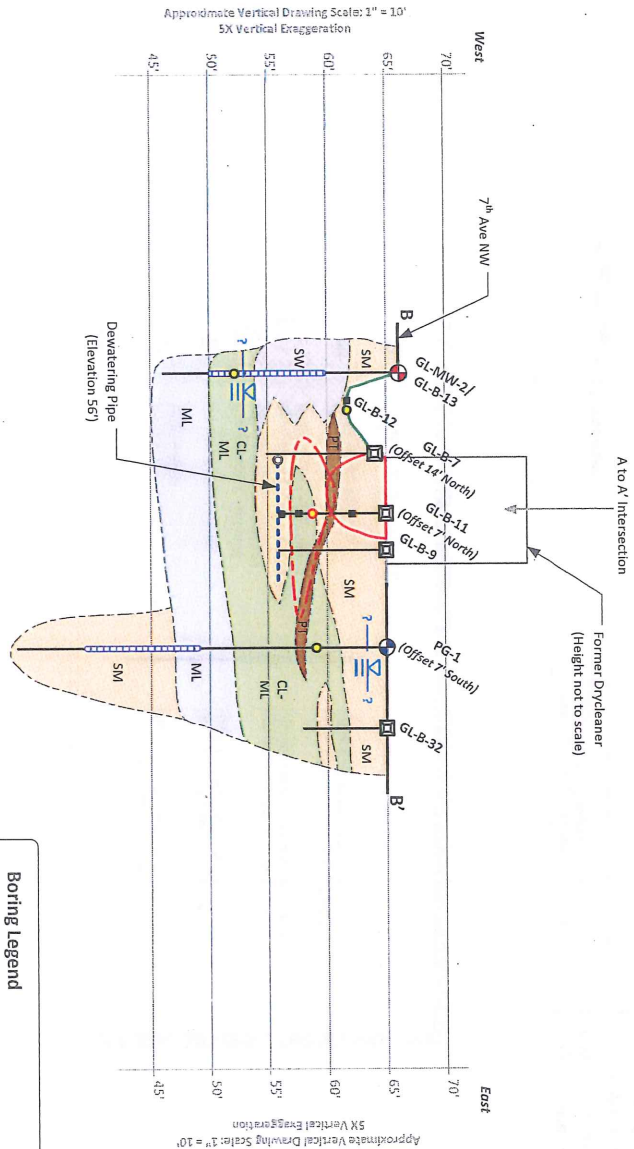 A to A' Intersection
Former Drycleaner
(Height not to scale)
7th Ave NW
West
East
B
GL-MW-2/
GL-B-13
GL-B-12
GL-B-7
(Offset 14' North)
GL-B-11
(Offset 7' North)
GL-B-9
PG-1
(Offset 7' South)
GL-B-32
B'
70'
65'
60'
55'
50'
45'
70'
65'
60'
55'
50'
45'
Approximate Vertical Drawing Scale: 1" = 10'
5X Vertical Exaggeration
Approximate Vertical Drawing Scale: 1" = 10'
5X Vertical Exaggeration
SM
SW
PT
SM
PT
SM
?
?
?
?
CL-
ML
CL-
ML
ML
ML
SM
Dewatering Pipe
(Elevation 56')
Boring Legend